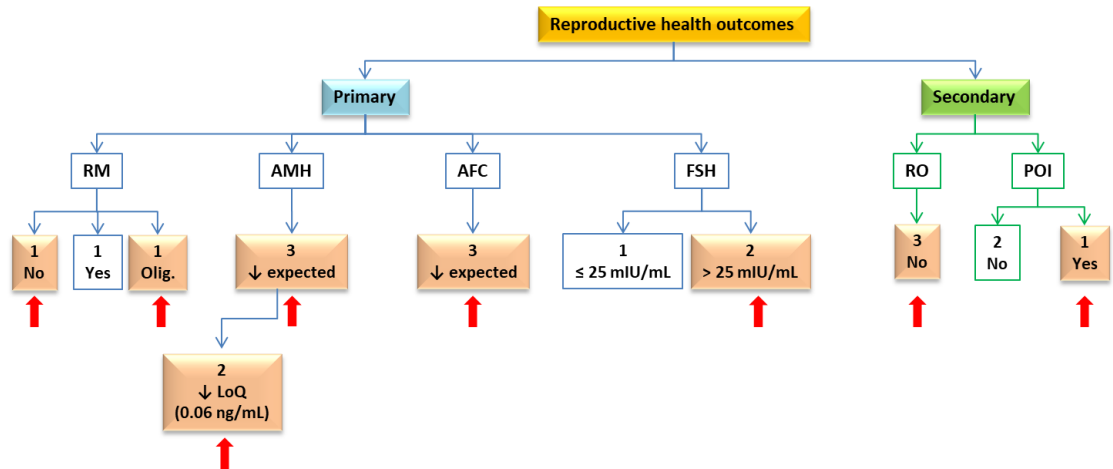 Reproductive health outcomes
Primary
Secondary
RM
AMH
AFC
FSH
RO
POI
1
No
1
Yes
1
Olig.
3
↓ expected
3
↓ expected
1
≤ 25 mIU/mL
2
> 25 mIU/mL
3
No
2
No
1
Yes
2
↓ LoQ
(0.06 ng/mL)